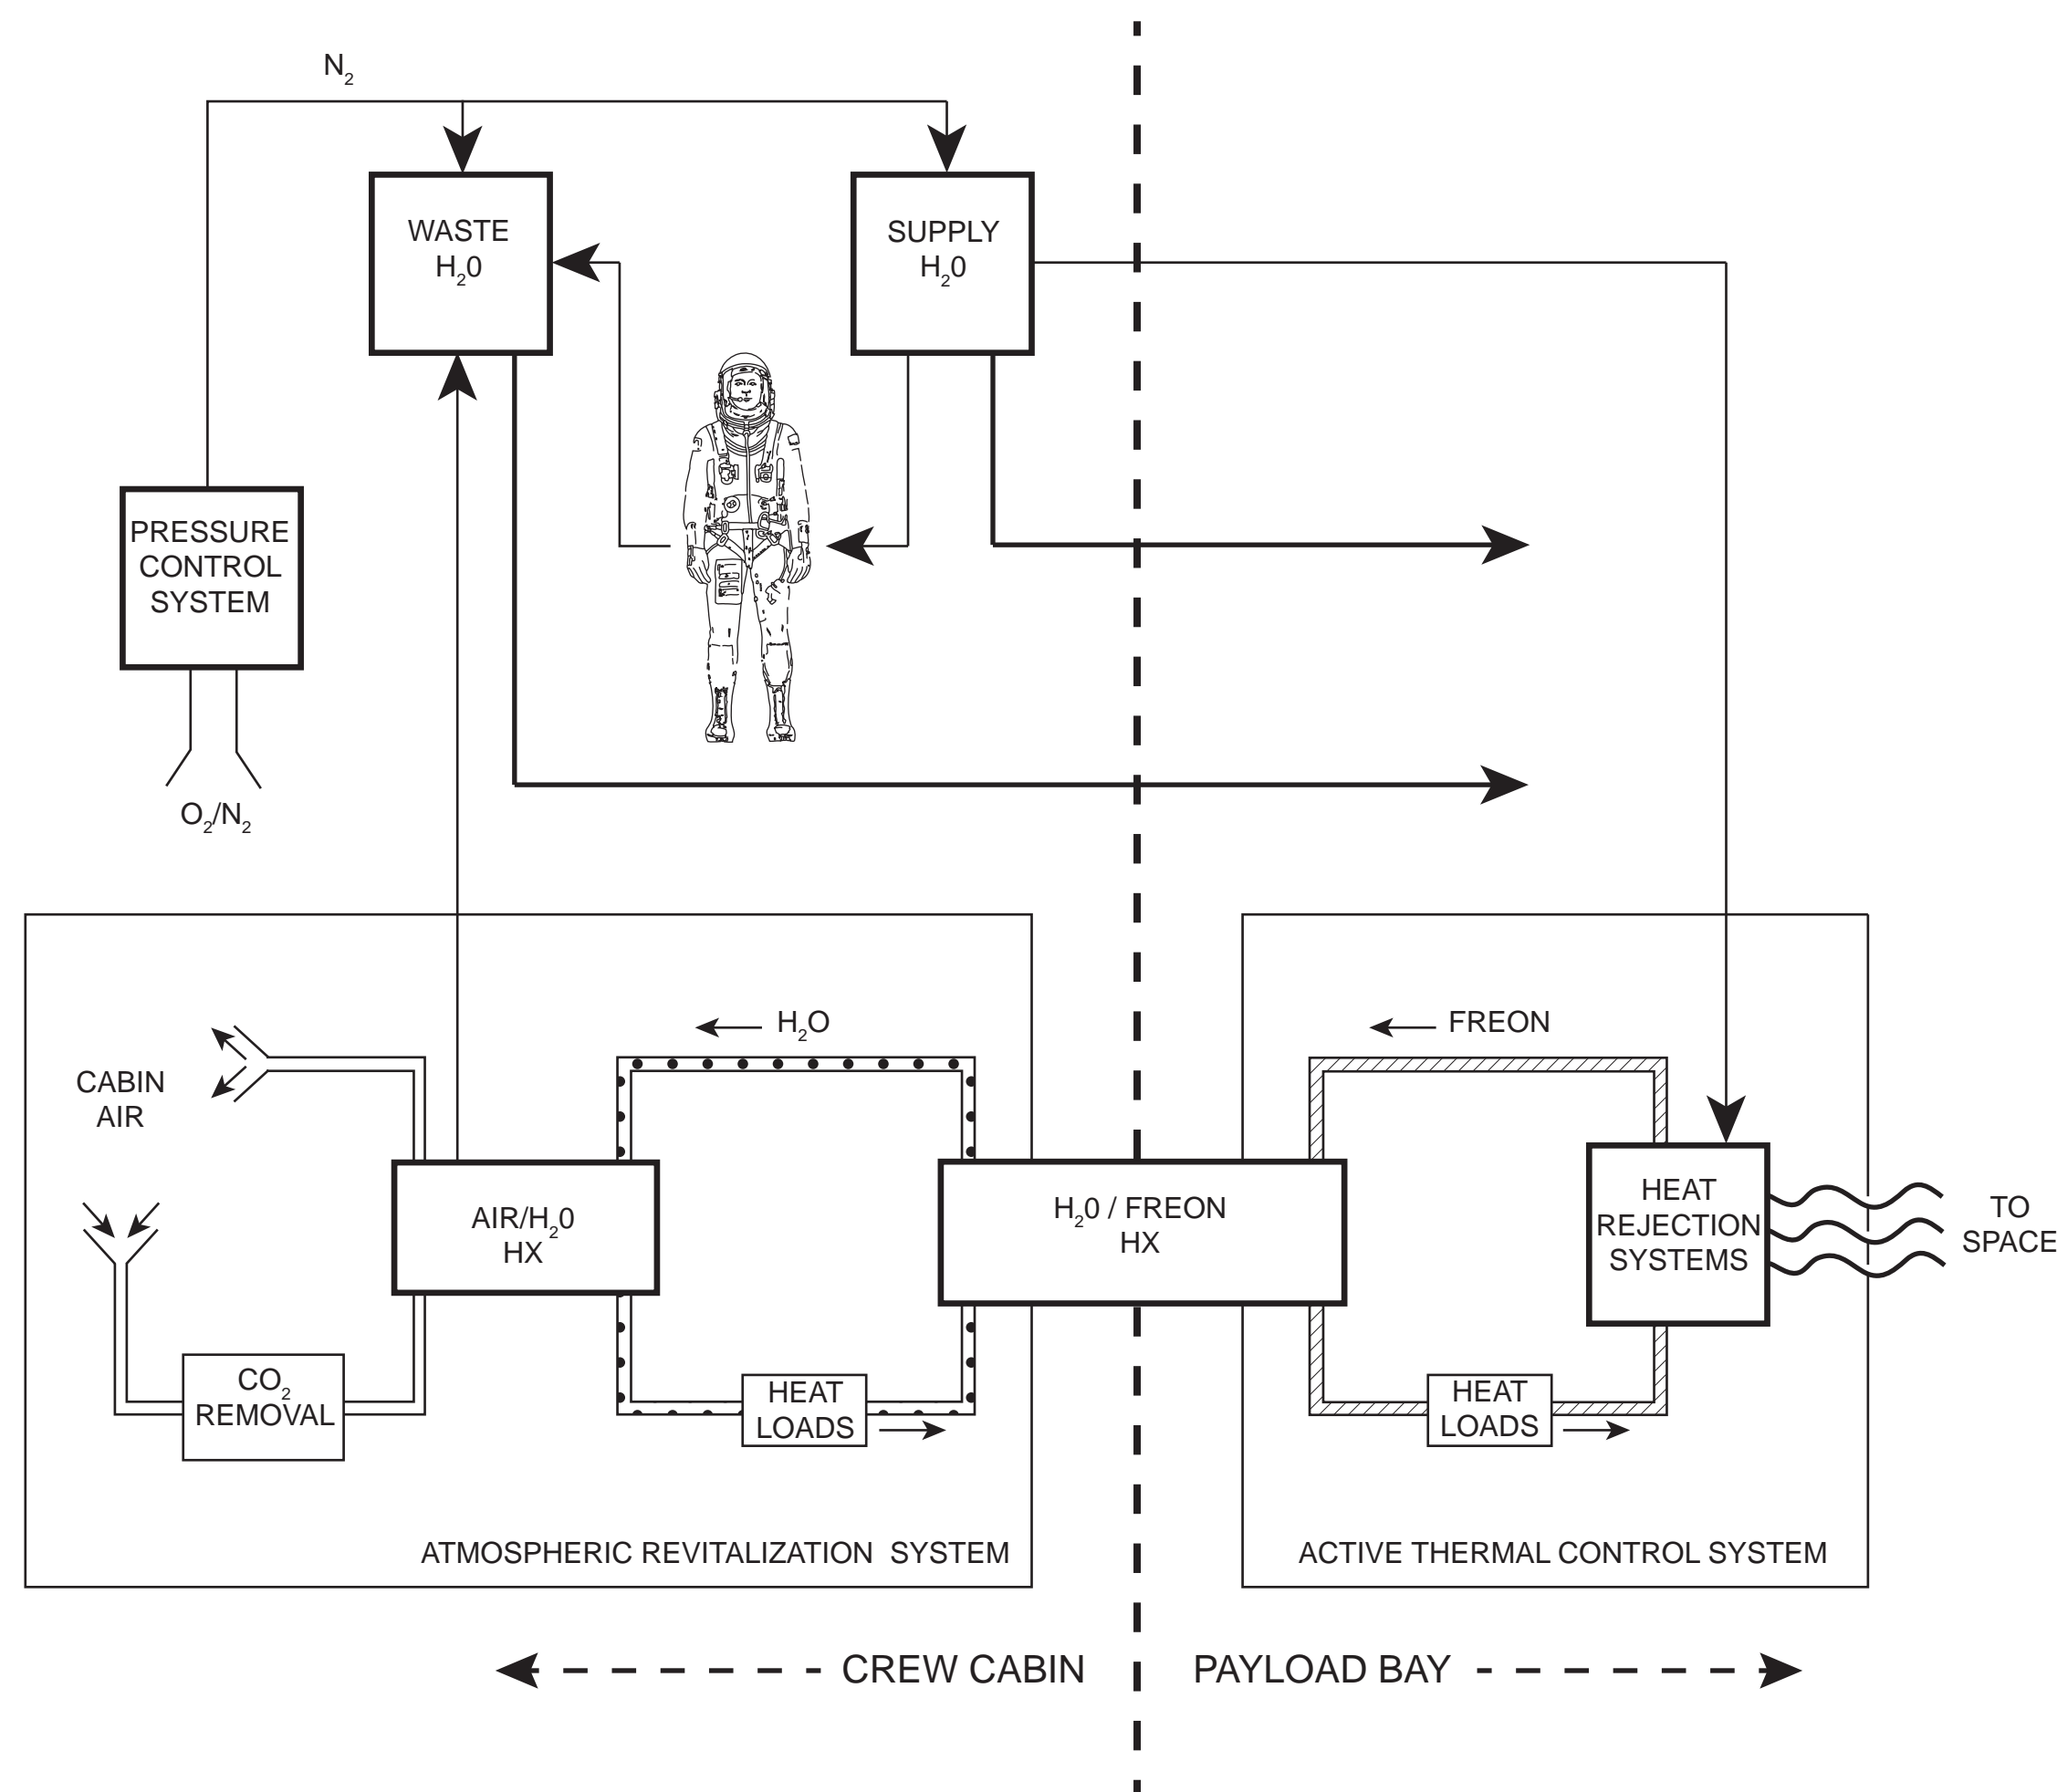 N2
WASTE
H20
SUPPLY
H20
PRESSURE
CONTROL
SYSTEM
O2/N2
H2O
FREON
CABIN
AIR
AIR/H20
HX
H20 / FREON
HX
HEAT
REJECTION
SYSTEMS
TO
SPACE
CO2
REMOVAL
HEAT
LOADS
HEAT
LOADS
ATMOSPHERIC REVITALIZATION SYSTEM
ACTIVE THERMAL CONTROL SYSTEM
CREW CABIN
PAYLOAD BAY